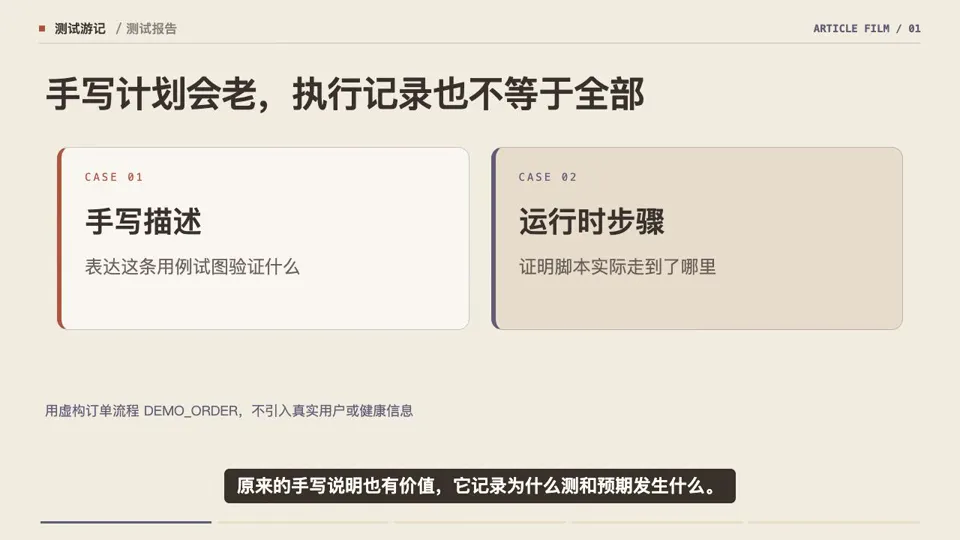 测试游记 / 测试报告
ARTICLE FILM / 01
手写计划会老，执行记录也不等于全部
CASE 01
手写描述
表达这条用例试图验证什么
CASE 02
运行时步骤
证明脚本实际走到了哪里
用虚构订单流程 DEMO_ORDER，不引入真实用户或健康信息
原来的手写说明也有价值，它记录为什么测和预期发生什么。